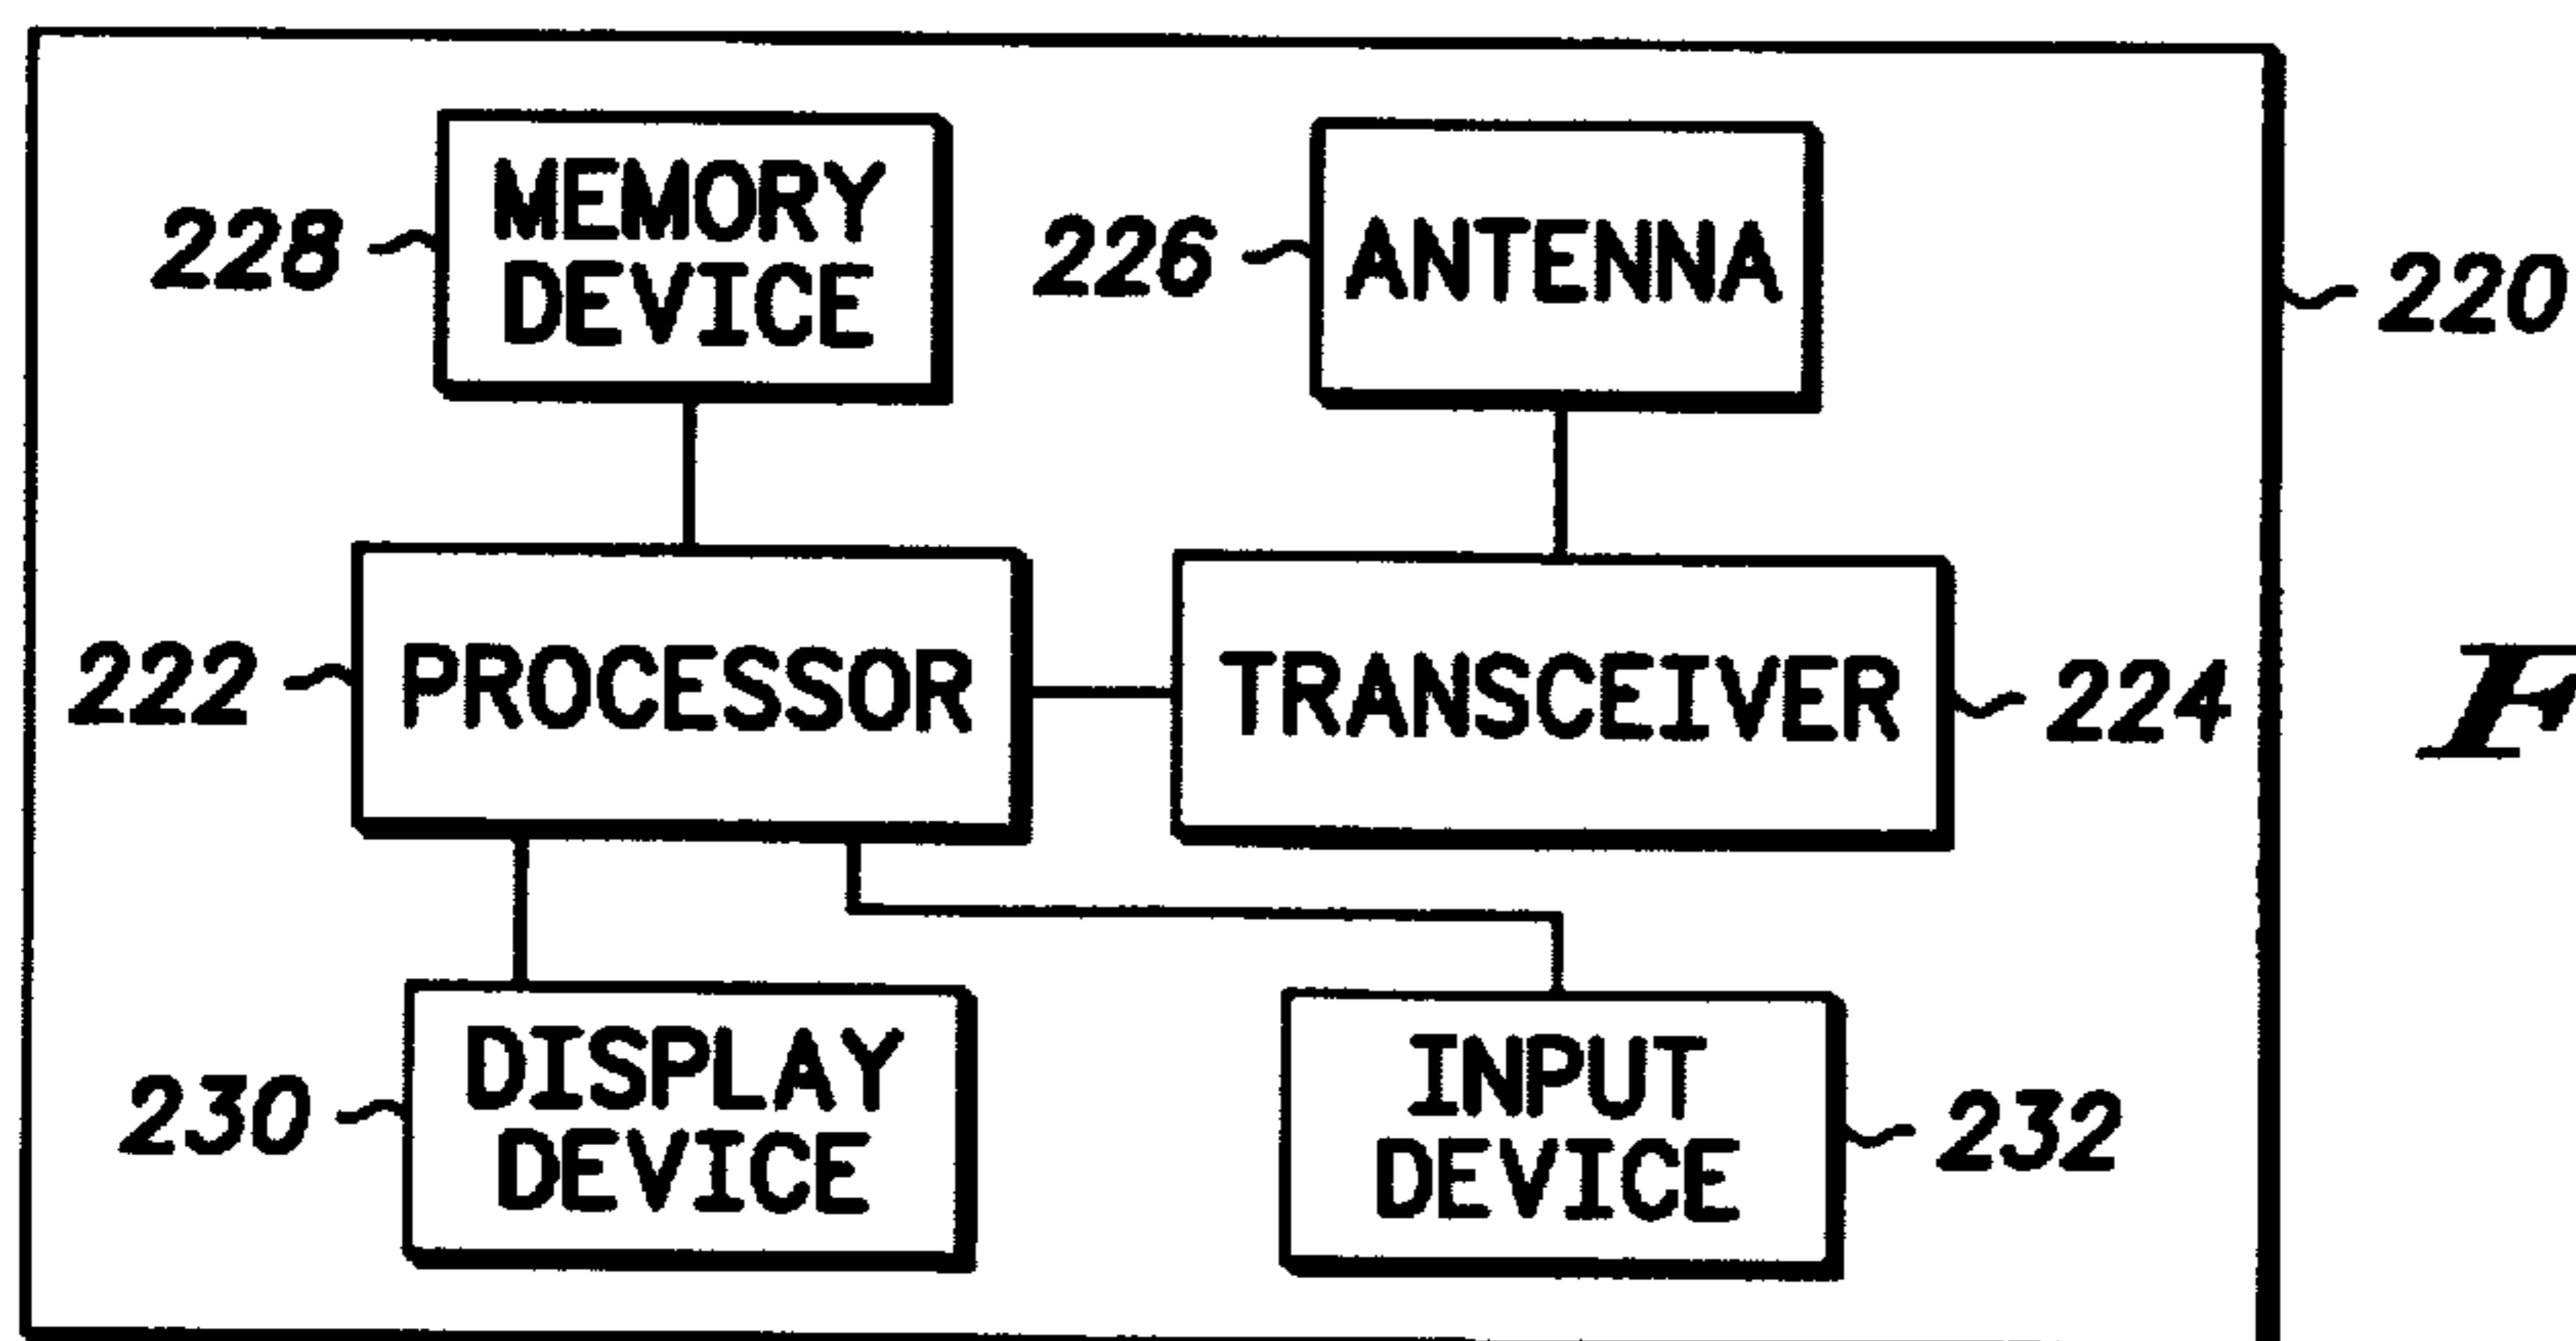 228
MEMORY
DEVICE
226
ANTENNA
220
222
PROCESSOR
TRANSCEIVER
224
F
230
DISPLAY
DEVICE
INPUT
DEVICE
232